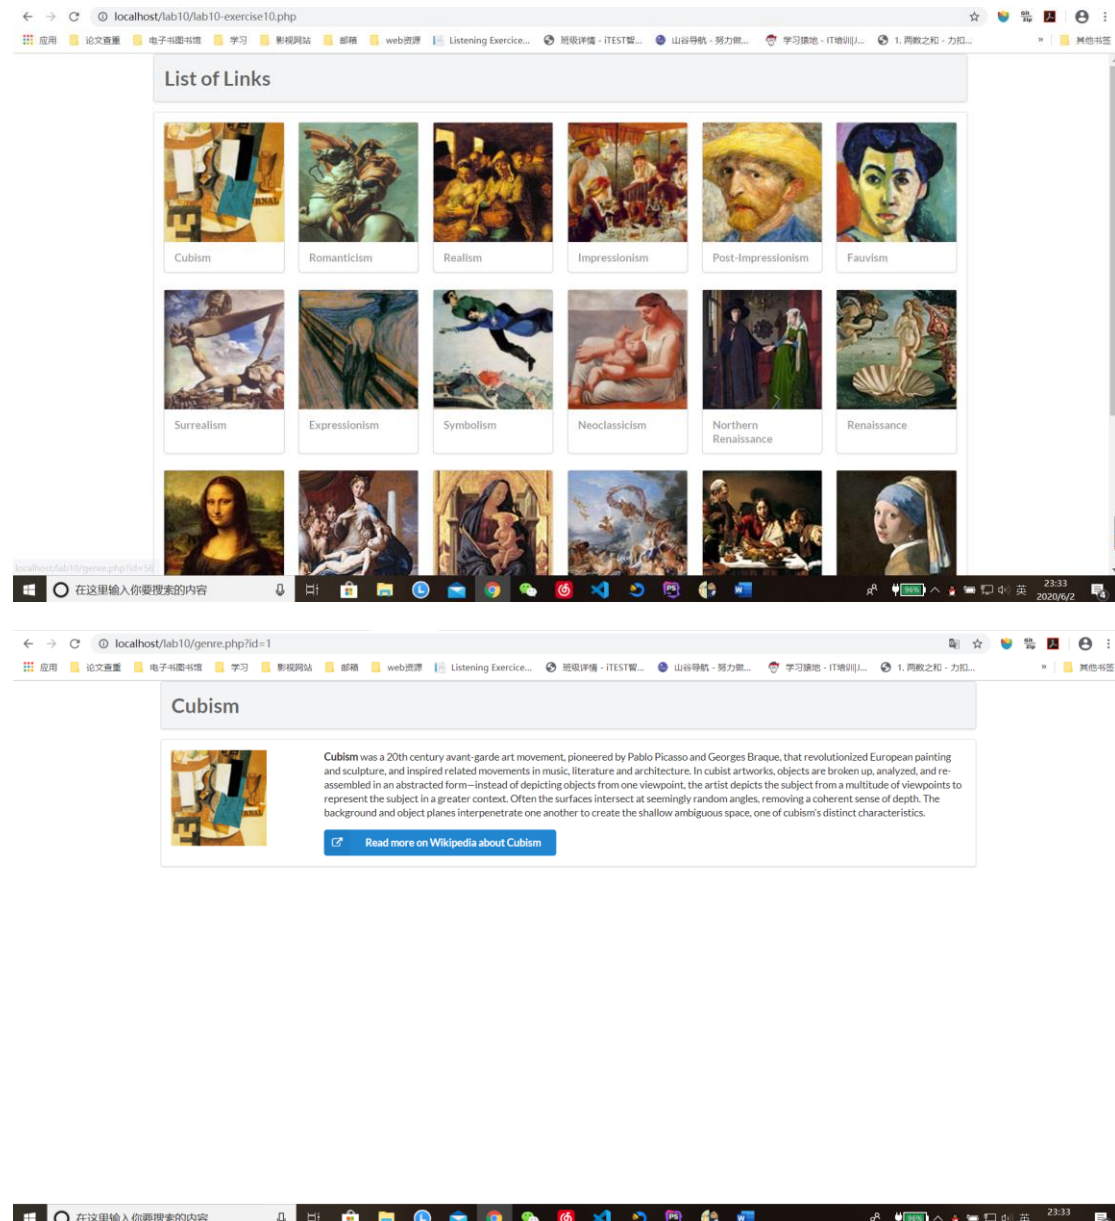 localhost/lab10/lab10-exercise10.php
应用 论文查重 电子书图书馆 学习 影视网站 邮箱 web资源 Listening Exercice... 班级详情 - iTEST智... 山谷导航 - 努力做... 学习猿地 - IT培训|J... 1. 两数之和 - 力扣... » 其他书签
List of Links
Cubism Romanticism Realism Impressionism Post-Impressionism Fauvism
Surrealism Expressionism Symbolism Neoclassicism Northern Renaissance
Renaissance
localhost/lab10/genre.php?id=56
在这里输入你要搜索的内容
96% 英 23:33
2020/6/2
localhost/lab10/genre.php?id=1
应用 论文查重 电子书图书馆 学习 影视网站 邮箱 web资源 Listening Exercice... 班级详情 - iTEST智... 山谷导航 - 努力做... 学习猿地 - IT培训|J... 1. 两数之和 - 力扣... » 其他书签
Cubism
Cubism was a 20th century avant-garde art movement, pioneered by Pablo Picasso and Georges Braque, that revolutionized European painting
and sculpture, and inspired related movements in music, literature and architecture. In cubist artworks, objects are broken up, analyzed, and re-
assembled in an abstracted form—instead of depicting objects from one viewpoint, the artist depicts the subject from a multitude of viewpoints to
represent the subject in a greater context. Often the surfaces intersect at seemingly random angles, removing a coherent sense of depth. The
background and object planes interpenetrate one another to create the shallow ambiguous space, one of cubism's distinct characteristics.
Read more on Wikipedia about Cubism
在这里输入你要搜索的内容
英 23:33